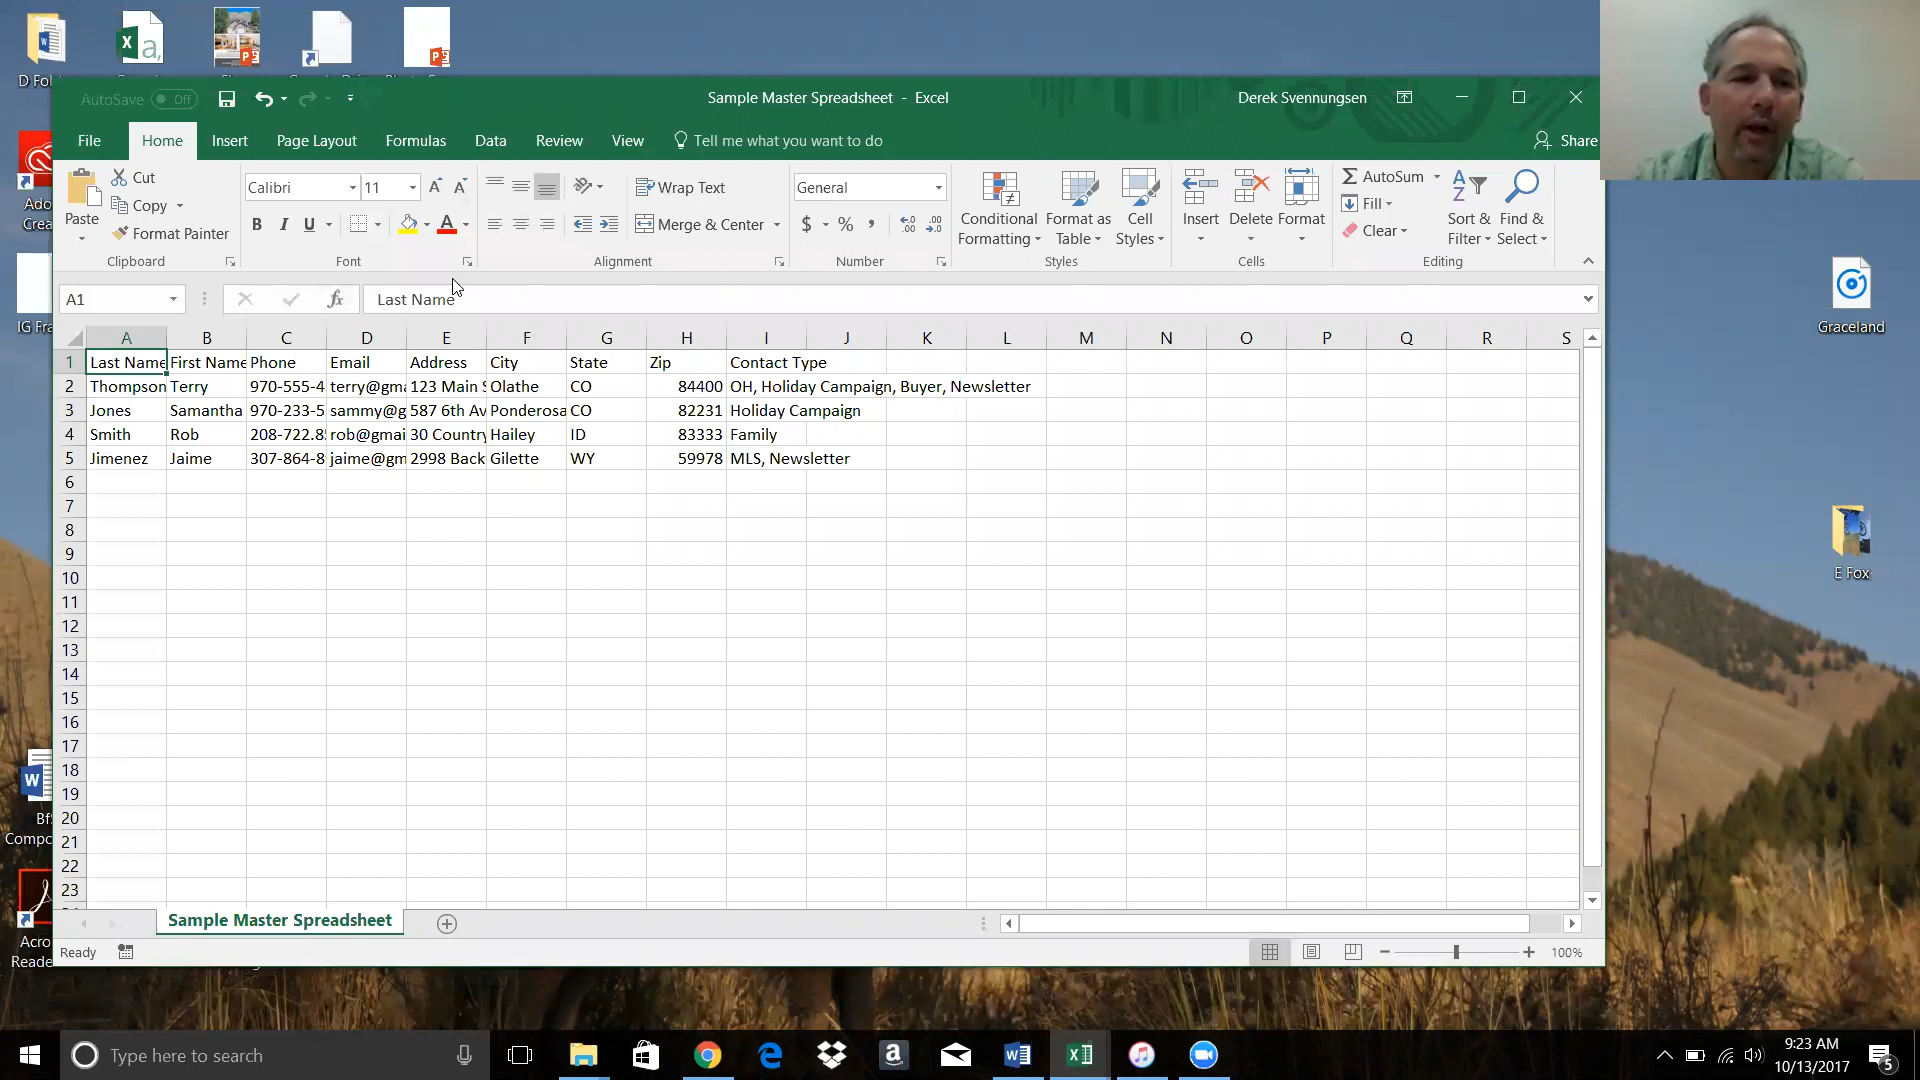 D Fol
AutoSave Off
Sample Master Spreadsheet - Excel
Derek Svennungsen
File Home Insert Page Layout Formulas Data Review View Tell me what you want to do
Share
Paste
Cut
Copy
Format Painter
Clipboard
Calibri 11
B I U
Font
Wrap Text
Merge & Center
Alignment
General
$ % ,
Number
Conditional Formatting
Format as Table
Cell Styles
Styles
Insert Delete Format
Cells
AutoSum
Fill
Clear
Sort & Filter
Find & Select
Editing
A1 fx Last Name
A B C D E F G H I J K L M N O P Q R S
1 Last Name First Name Phone Email Address City State Zip Contact Type
2 Thompson Terry 970-555-4 terry@gma 123 Main S Olathe CO 84400 OH, Holiday Campaign, Buyer, Newsletter
3 Jones Samantha 970-233-5 sammy@g 587 6th Av Ponderosa CO 82231 Holiday Campaign
4 Smith Rob 208-722.8 rob@gmai 30 Country Hailey ID 83333 Family
5 Jimenez Jaime 307-864-8 jaime@gm 2998 Back Gilette WY 59978 MLS, Newsletter
6
7
8
9
10
11
12
13
14
15
16
17
18
19
20
21
22
23
Sample Master Spreadsheet
Ready
100%
Ado
Crea
IG Fra
Bf
Compo
Acro
Reade
Graceland
E Fox
Type here to search
9:23 AM
10/13/2017
5